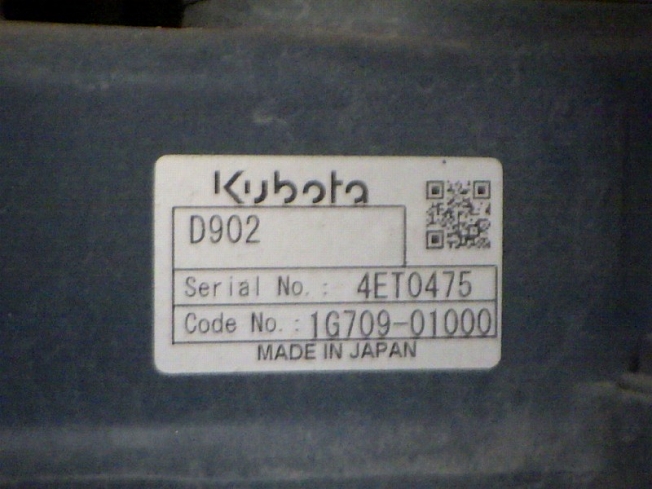 Kubota
D902
Serial No. : 4ET0475
Code No. : 1G709-01000
MADE IN JAPAN